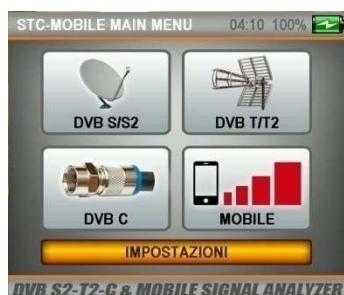 STC-MOBILE MAIN MENU 04:10 100%
DVB S/S2 DVB T/T2
DVB C MOBILE
IMPOSTAZIONI
DVB S2-T2-C & MOBILE SIGNAL ANALYZER